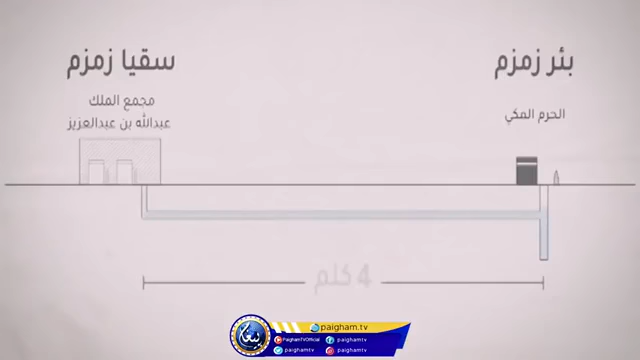 بئر زمزم
الحرم المكي
سقيا زمزم
مجمع الملك
عبدالله بن عبدالعزيز
4 كلم
paigham.tv
PaighamTVOfficial
paighamtv
paighamtv
paighamtv